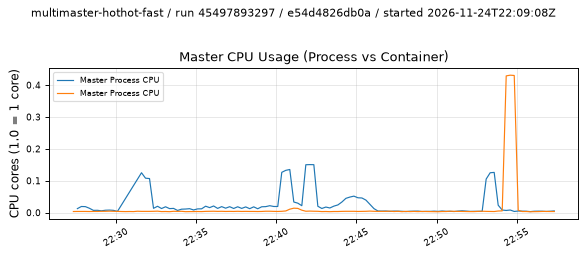 multimaster-hothot-fast / run 45497893297 / e54d4826db0a / started 2026-11-24T22:09:08Z
Master CPU Usage (Process vs Container)
CPU cores (1.0 = 1 core)
0.4
0.3
0.2
0.1
0.0
Master Process CPU
Master Process CPU
22:30
22:35
22:40
22:45
22:50
22:55